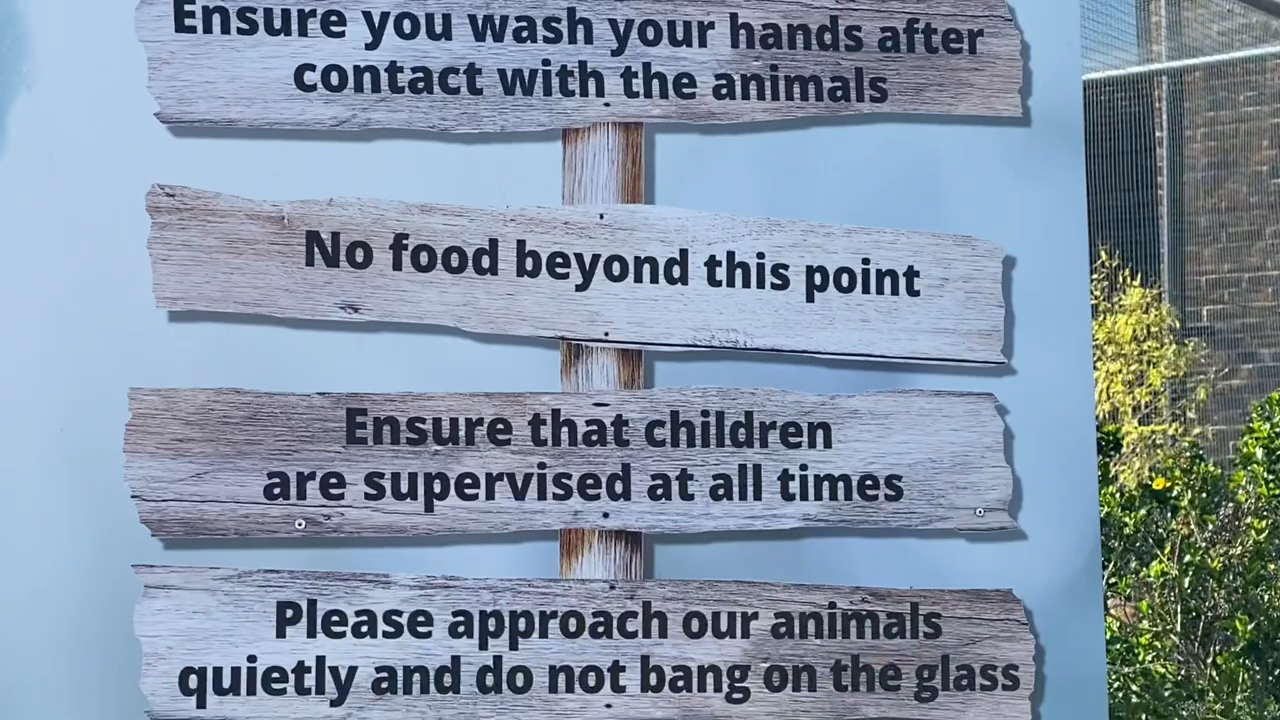 Ensure you wash your hands after
contact with the animals
No food beyond this point
Ensure that children
are supervised at all times
Please approach our animals
quietly and do not bang on the glass